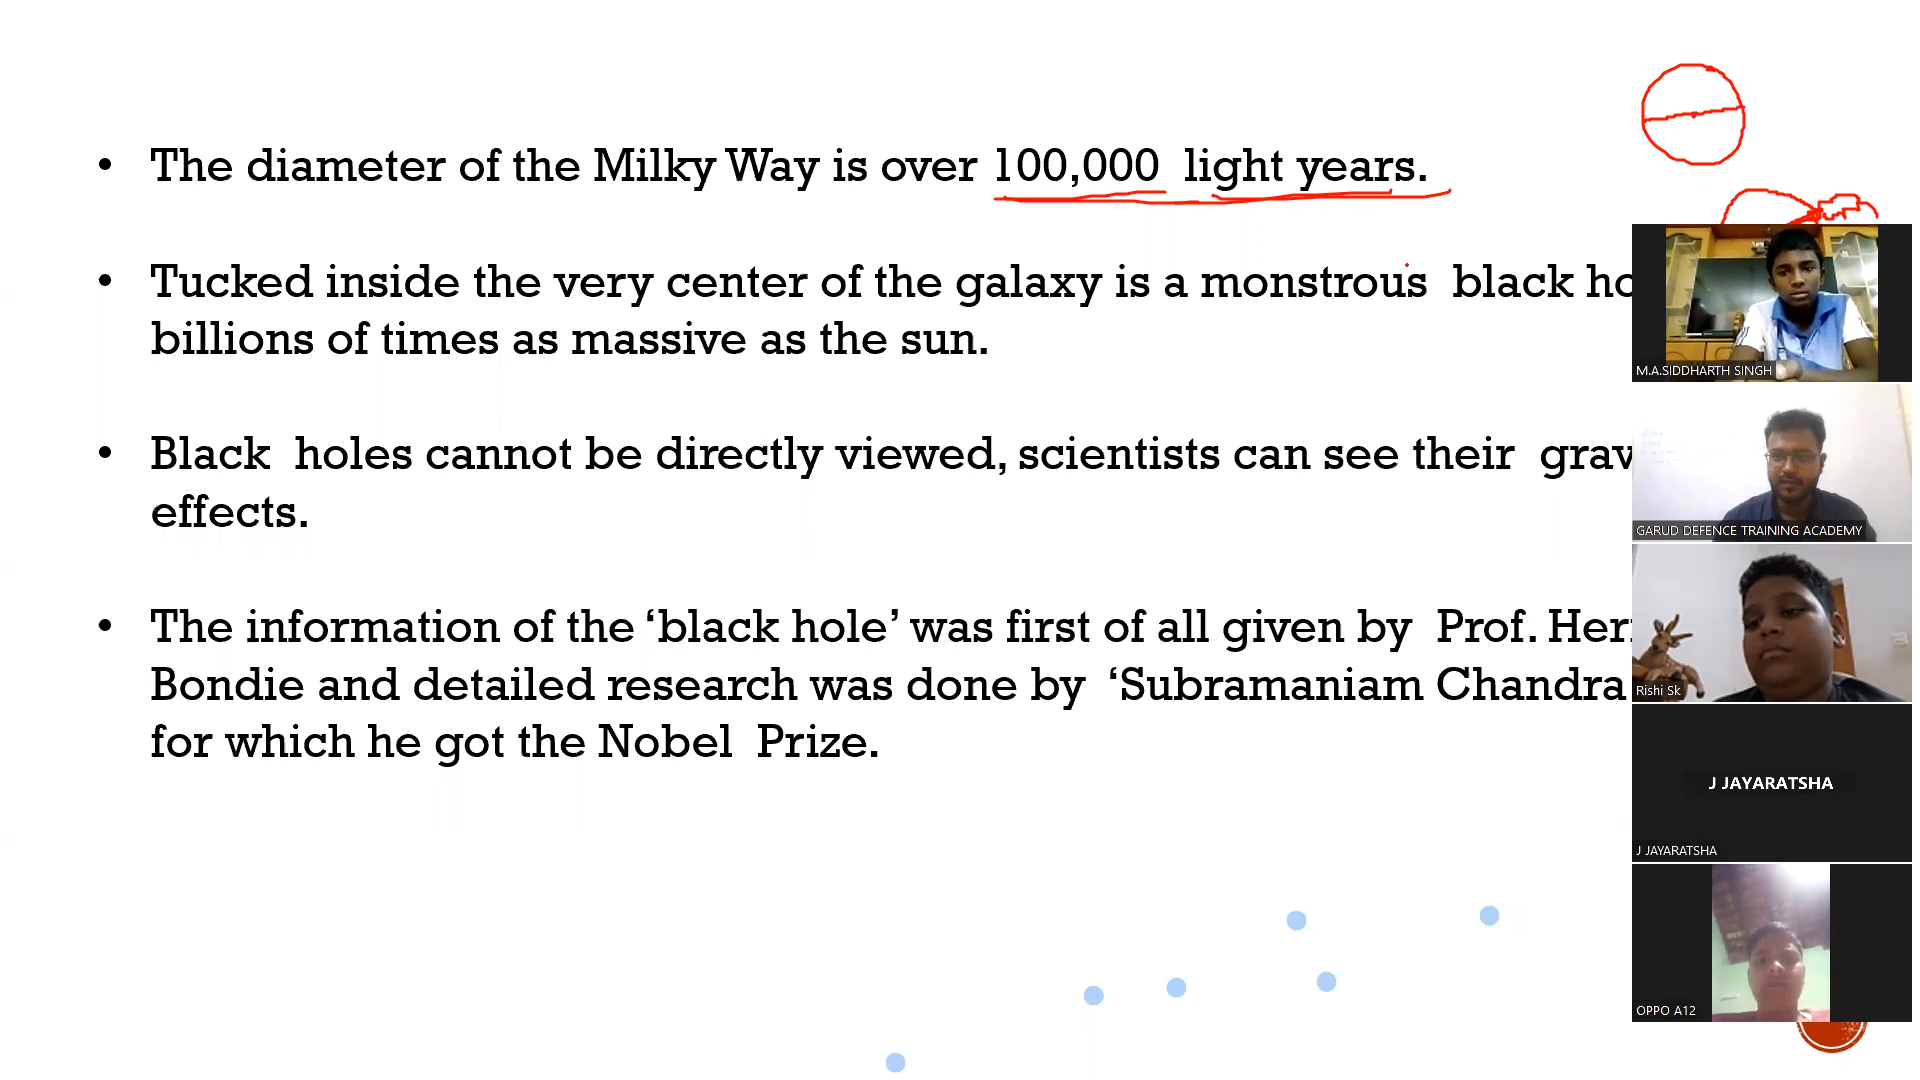 • The diameter of the Milky Way is over 100,000 light years.
• Tucked inside the very center of the galaxy is a monstrous black
billions of times as massive as the sun.
• Black holes cannot be directly viewed, scientists can see their
effects.
• The information of the ‘black hole’ was first of all given by Prof.
Bondie and detailed research was done by ‘Subramaniam Chandra
for which he got the Nobel Prize.
M.A.SIDDHARTH SINGH
GARUD DEFENCE TRAINING ACADEMY
Rishi Sk
J JAYARATSHA
J JAYARATSHA
OPPO A12